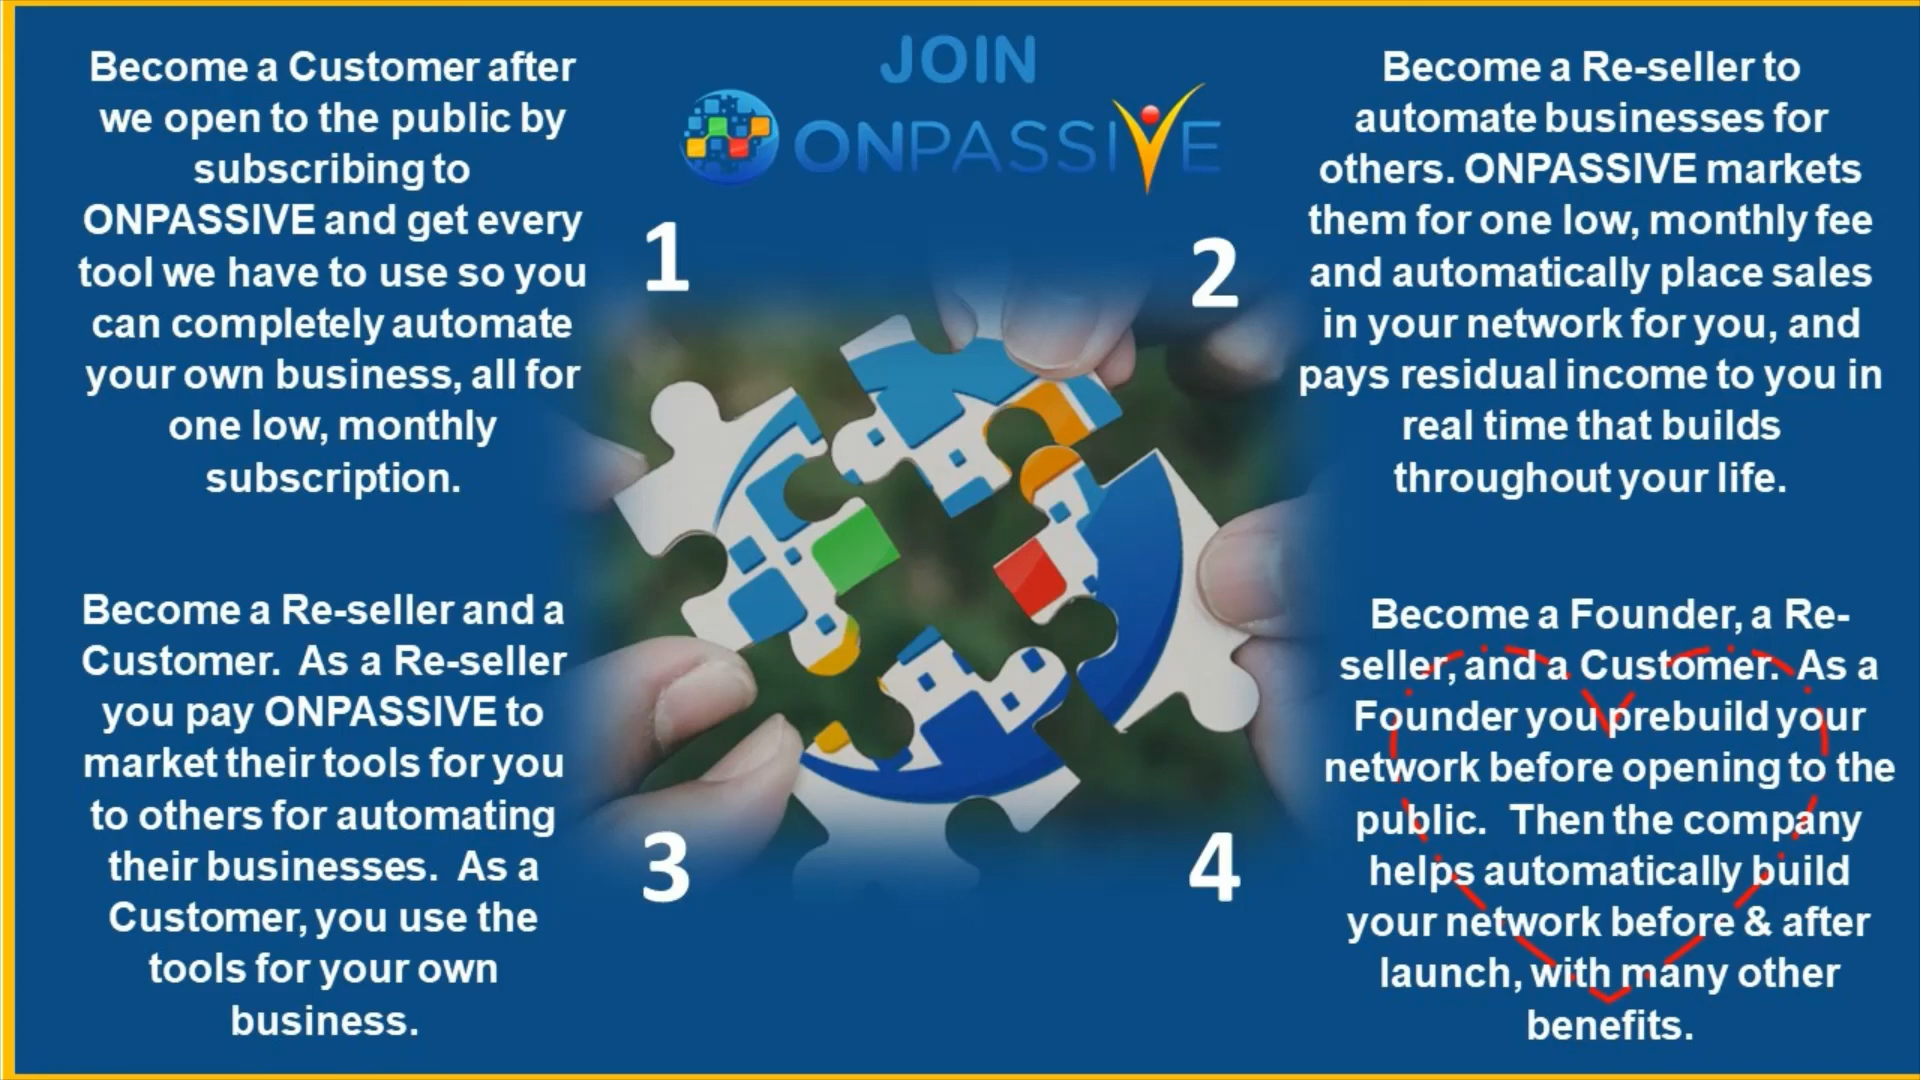 JOIN
ONPASSIVE
1
Become a Customer after
we open to the public by
subscribing to
ONPASSIVE and get every
tool we have to use so you
can completely automate
your own business, all for
one low, monthly
subscription.
2
Become a Re-seller to
automate businesses for
others. ONPASSIVE markets
them for one low, monthly fee
and automatically place sales
in your network for you, and
pays residual income to you in
real time that builds
throughout your life.
3
Become a Re-seller and a
Customer. As a Re-seller
you pay ONPASSIVE to
market their tools for you
to others for automating
their businesses. As a
Customer, you use the
tools for your own
business.
4
Become a Founder, a Re-
seller, and a Customer. As a
Founder you prebuild your
network before opening to the
public. Then the company
helps automatically build
your network before & after
launch, with many other
benefits.